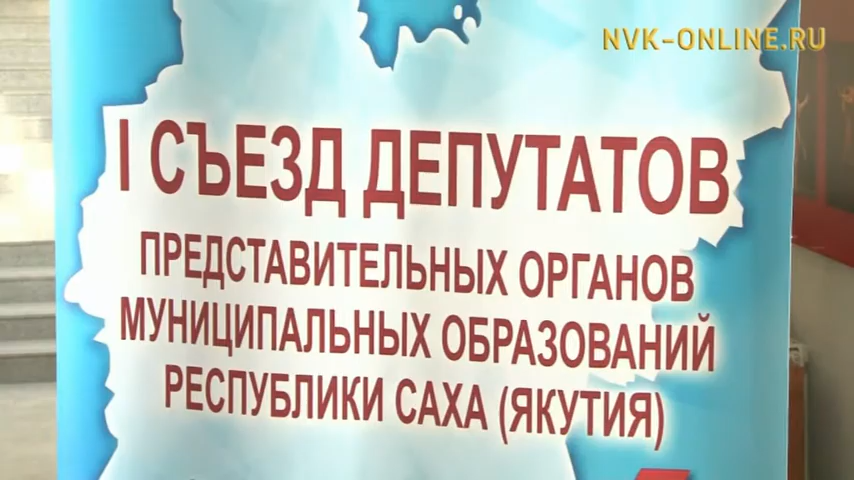 NVK-ONLINE.RU
I СЪЕЗД ДЕПУТАТОВ
ПРЕДСТАВИТЕЛЬНЫХ ОРГАНОВ
МУНИЦИПАЛЬНЫХ ОБРАЗОВАНИЙ
РЕСПУБЛИКИ САХА (ЯКУТИЯ)